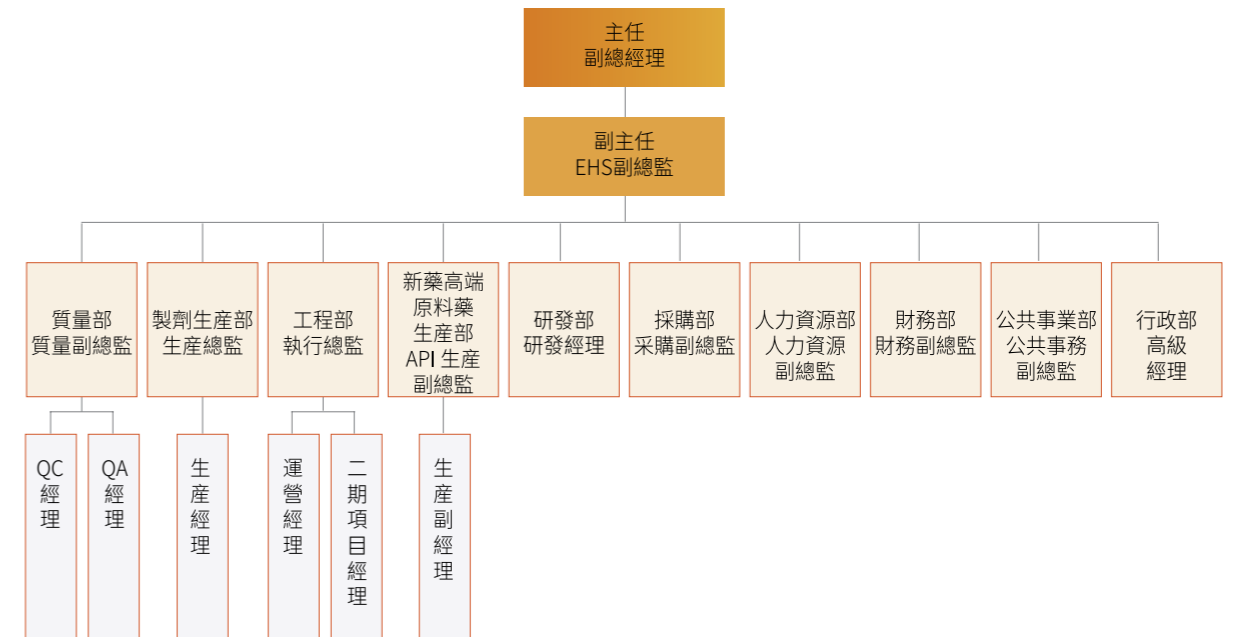 主任
副總經理
副主任
EHS副總監
質量部
質量副總監
製劑生産部
生産總監
工程部
執行總監
新藥高端
原料藥
生産部
API 生産
副總監
研發部
研發經理
採購部
采購副總監
人力資源部
人力資源
副總監
財務部
財務副總監
公共事業部
公共事務
副總監
行政部
高級
經理
QC
經理
QA
經理
生産經理
運營經理
二期項目經理
生産副經理